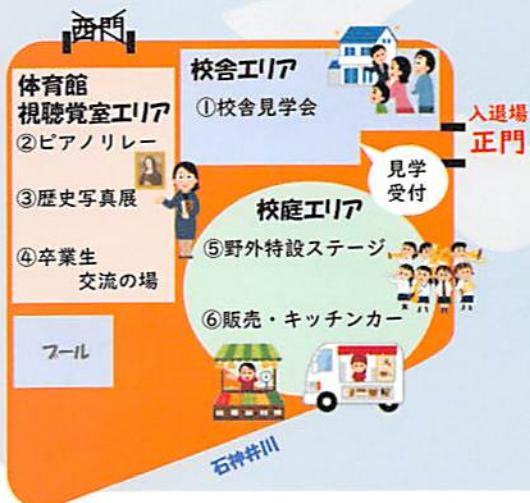 西門
体育館
視聴覚室エリア
②ピアノリレー
③歴史写真展
④卒業生
交流の場
プール
校舎エリア
①校舎見学会
入退場
正門
見学
受付
校庭エリア
⑤野外特設ステージ
⑥販売・キッチンカー
石神井川